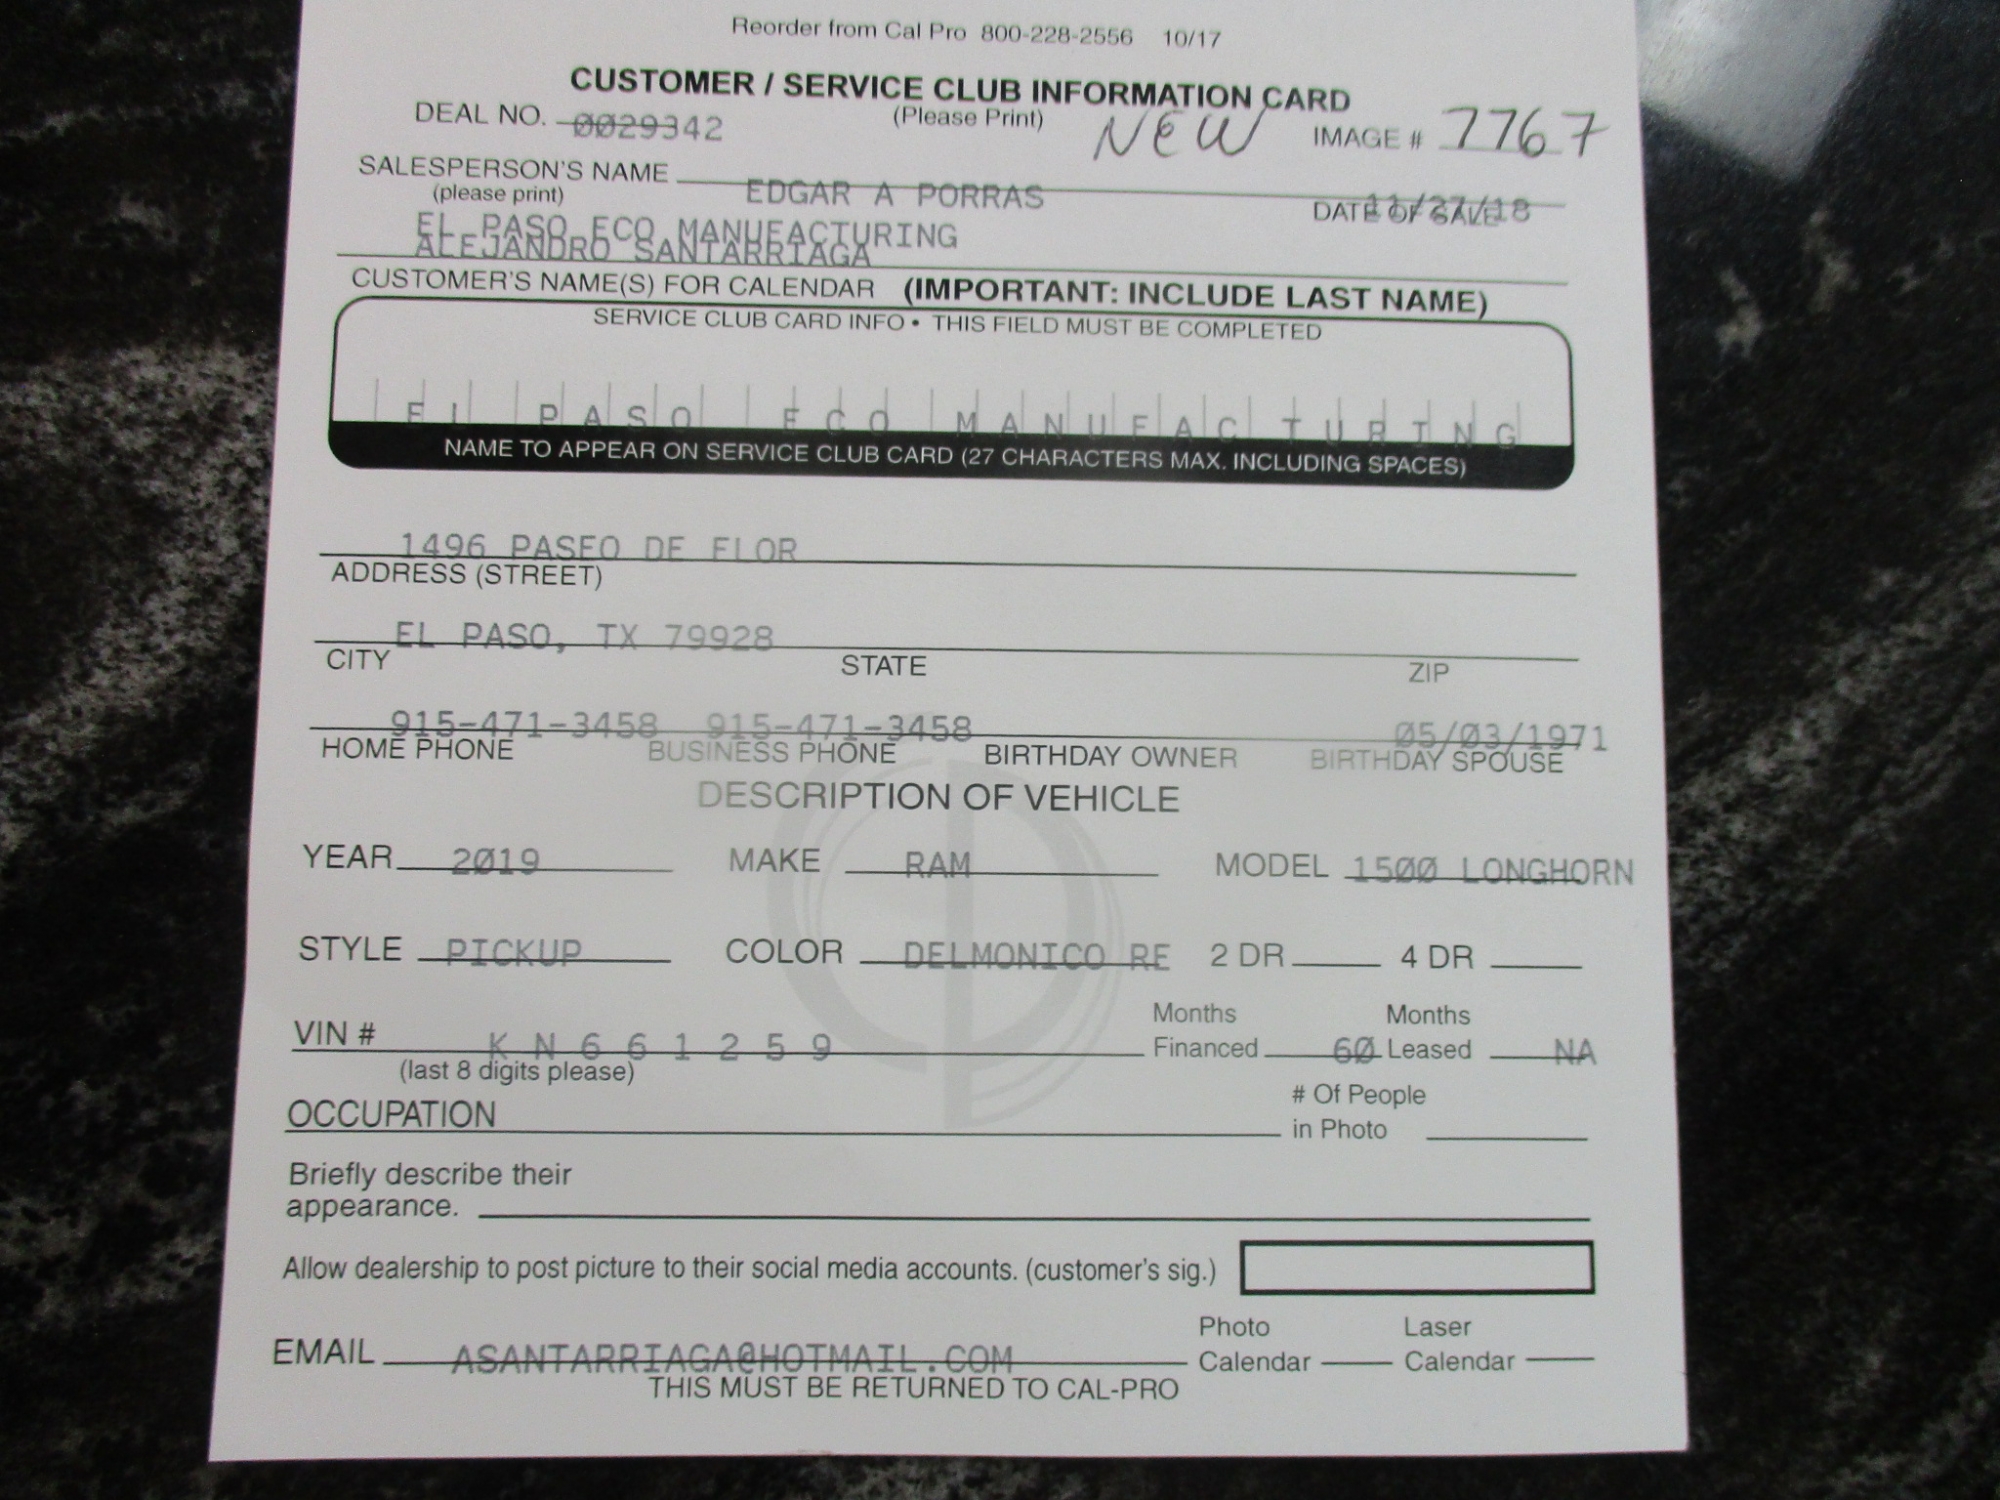 Reorder from Cal Pro 800-228-2556 10/17
CUSTOMER / SERVICE CLUB INFORMATION CARD
DEAL NO. 0029342 (Please Print) NEW IMAGE # 7767
SALESPERSON'S NAME EDGAR A PORRAS
(please print) DATE OF SALE 11/27/18
EL PASO ECO MANUFACTURING
ALEJANDRO SANTARRIAGA
CUSTOMER'S NAME(S) FOR CALENDAR (IMPORTANT: INCLUDE LAST NAME)
SERVICE CLUB CARD INFO • THIS FIELD MUST BE COMPLETED
EL PASO ECO MANUFACTURING
NAME TO APPEAR ON SERVICE CLUB CARD (27 CHARACTERS MAX. INCLUDING SPACES)
1496 PASEO DE FLOR
ADDRESS (STREET)
EL PASO, TX 79928
CITY STATE ZIP
915-471-3458 915-471-3458 05/03/1971
HOME PHONE BUSINESS PHONE BIRTHDAY OWNER BIRTHDAY SPOUSE
DESCRIPTION OF VEHICLE
YEAR 2019 MAKE RAM MODEL 1500 LONGHORN
STYLE PICKUP COLOR DELMONICO RE 2 DR 4 DR
VIN # K N 6 6 1 2 5 9 Months Financed 60 Months Leased NA
(last 8 digits please)
OCCUPATION # Of People in Photo
Briefly describe their
appearance.
Allow dealership to post picture to their social media accounts. (customer's sig.)
EMAIL ASANTARRIAGA@HOTMAIL.COM Photo Calendar Laser Calendar
THIS MUST BE RETURNED TO CAL-PRO